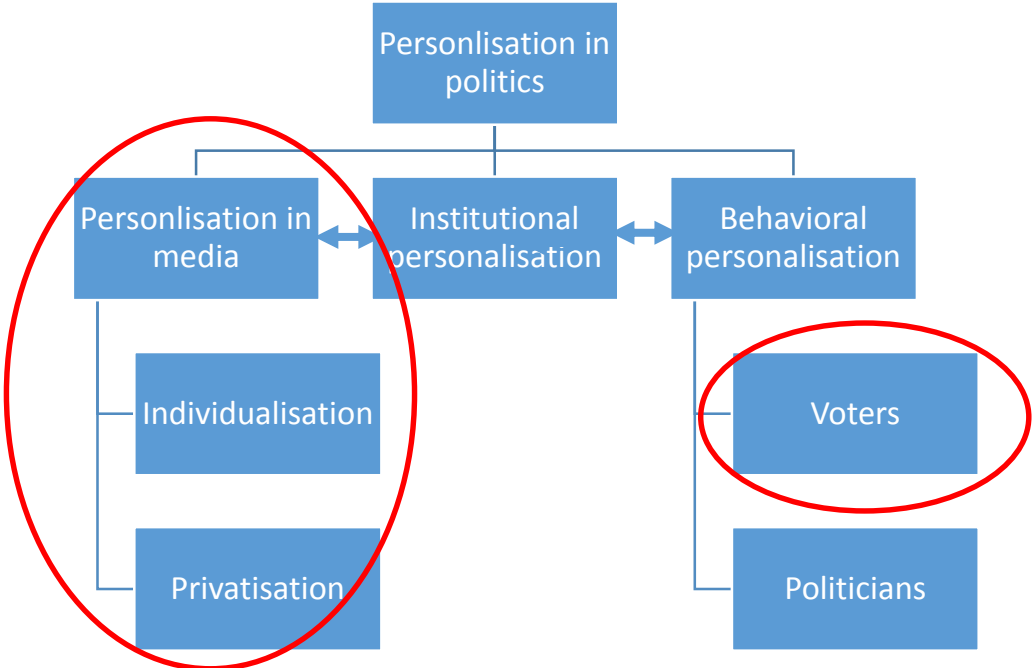 Personlisation in
politics
Personlisation in
media
Institutional
personalisation
Behavioral
personalisation
Individualisation
Voters
Privatisation
Politicians